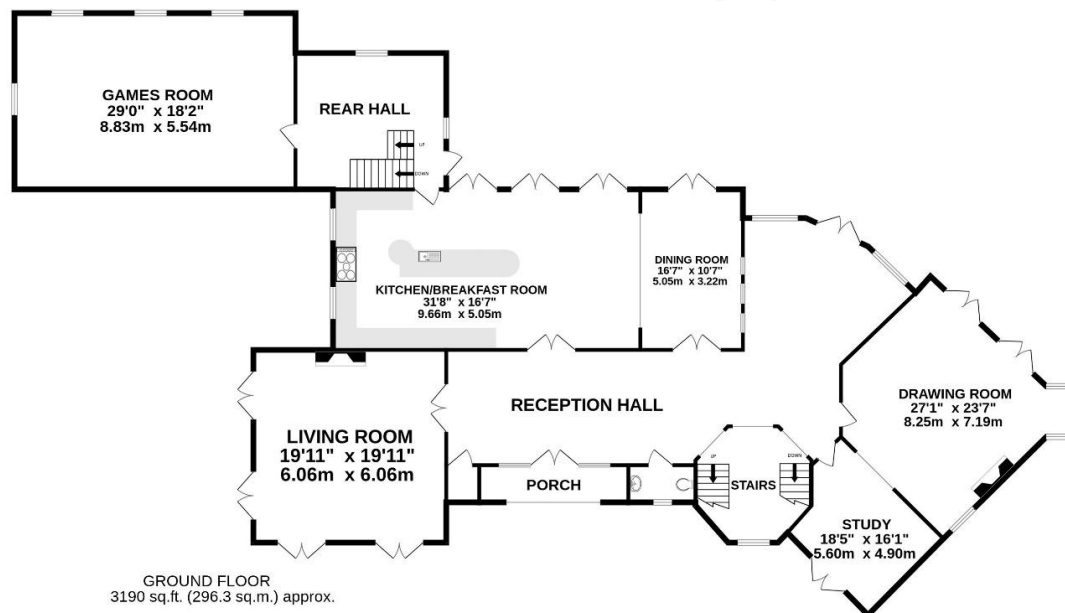 GAMES ROOM
29'0" x 18'2"
8.83m x 5.54m
REAR HALL
UP
DOWN
DINING ROOM
16'7" x 10'7"
5.05m x 3.22m
KITCHEN/BREAKFAST ROOM
31'8" x 16'7"
9.66m x 5.05m
RECEPTION HALL
DRAWING ROOM
27'1" x 23'7"
8.25m x 7.19m
LIVING ROOM
19'11" x 19'11"
6.06m x 6.06m
UP
DOWN
PORCH
STAIRS
STUDY
18'5" x 16'1"
5.60m x 4.90m
GROUND FLOOR
3190 sq.ft. (296.3 sq.m.) approx.